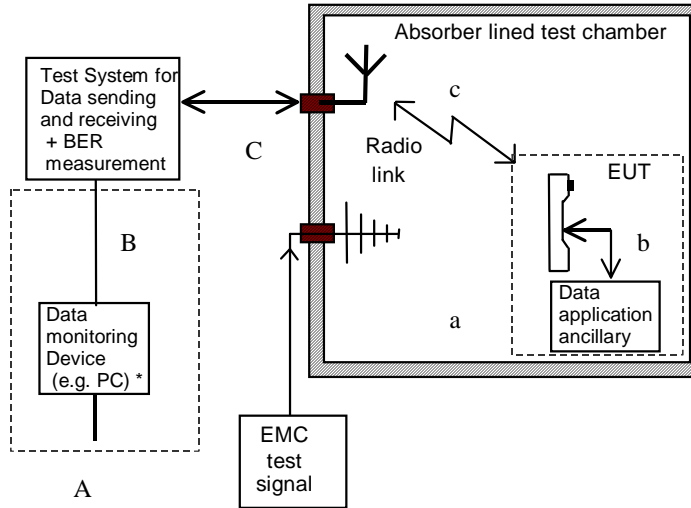 Absorber lined test chamber
Test System for
Data sending
and receiving
+ BER
measurement
C
c
Radio
link
EUT
B
b
Data
monitoring
Device
(e.g. PC) *
a
Data
application
ancillary
A
EMC
test
signal